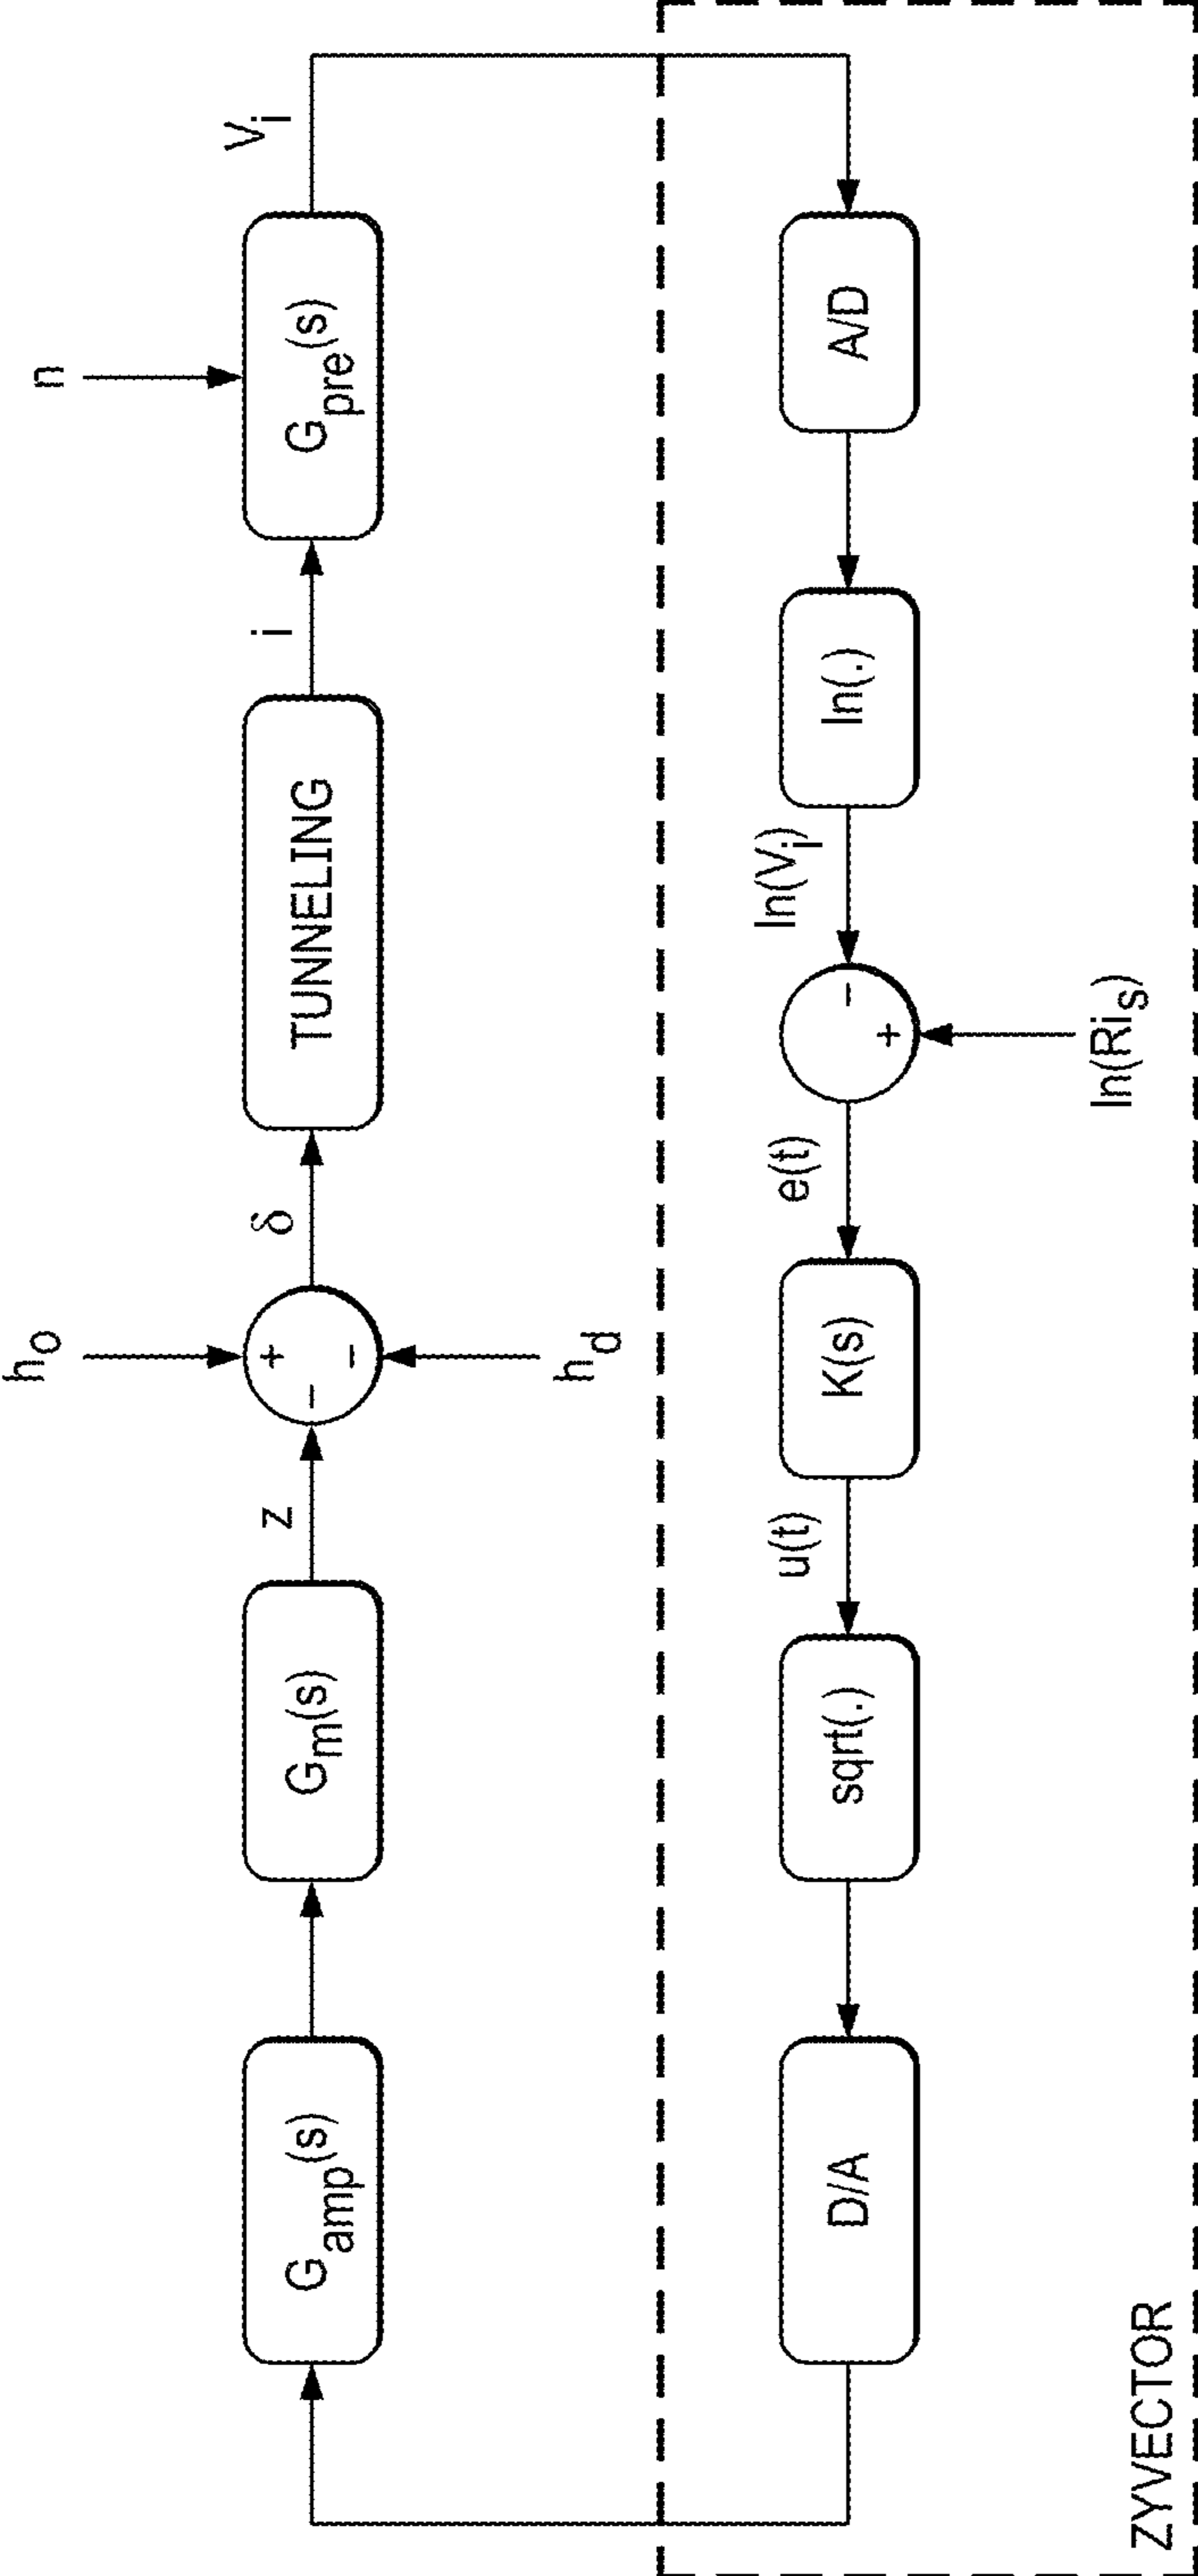 h_o
n
G_amp(s)
G_m(s)
z
+
-
-
δ
TUNNELING
i
G_pre(s)
V_i
h_d
D/A
sqrt(.)
u(t)
K(s)
e(t)
-
+
ln(V_i)
ln(.)
A/D
ln(Ri_s)
ZYVECTOR